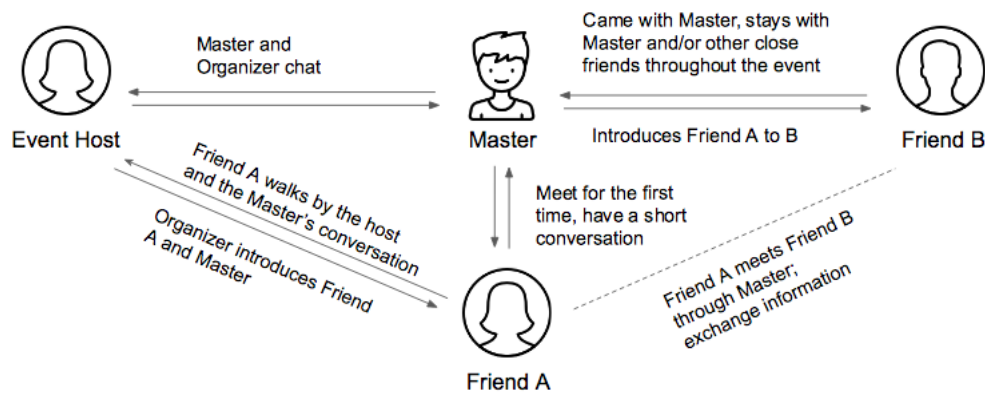 Master and
Organizer chat
Came with Master, stays with
Master and/or other close
friends throughout the event
Event Host
Master
Introduces Friend A to B
Friend B
Friend A walks by the host
and the Master's conversation
Organizer introduces Friend
A and Master
Meet for the first
time, have a short
conversation
Friend A meets Friend B
through Master;
exchange information
Friend A